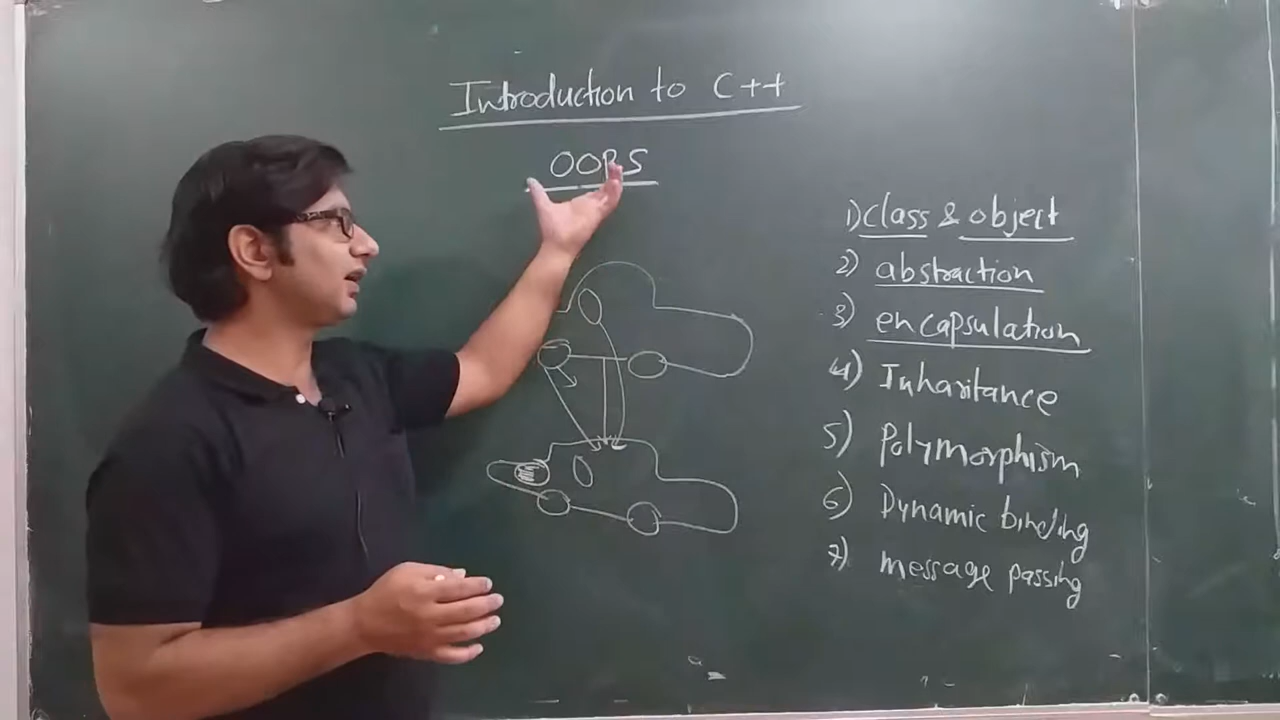 Introduction to C++
OOPS
1) class & object
2) abstraction
3) encapsulation
4) Inharitance
5) Polymorphism
6) Dynamic binding
7) message passing